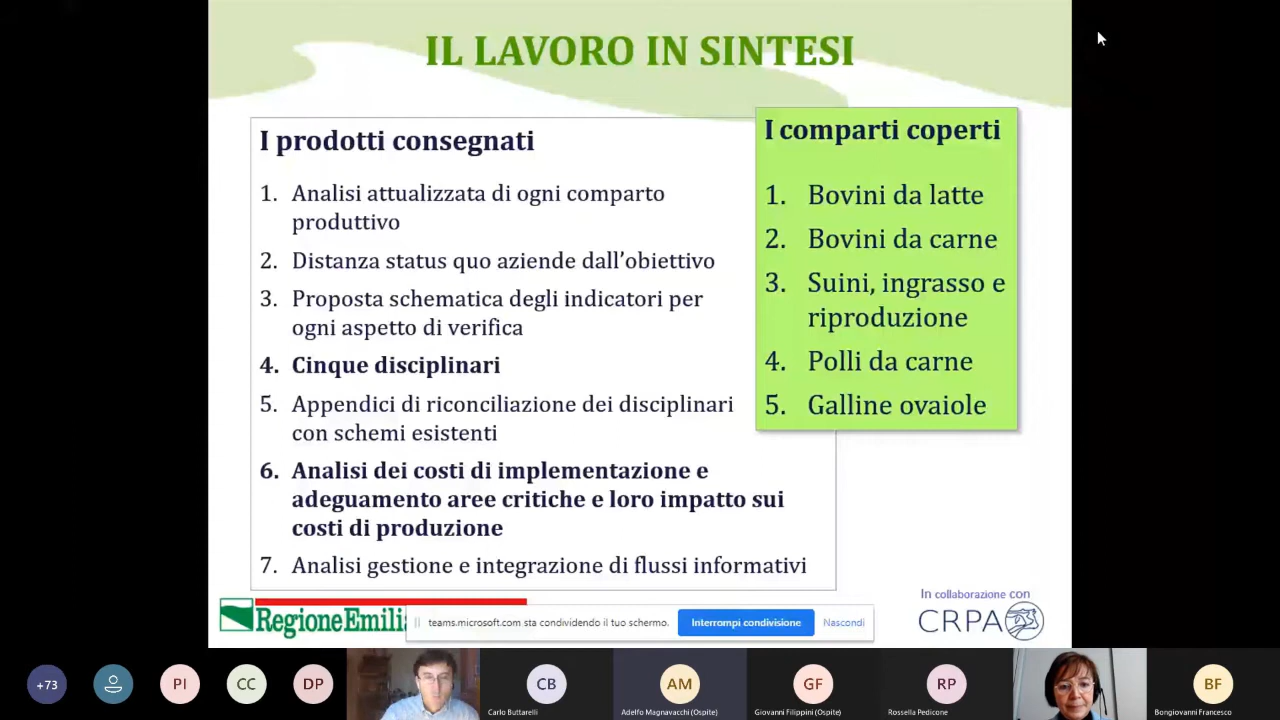 IL LAVORO IN SINTESI
I prodotti consegnati
1. Analisi attualizzata di ogni comparto
produttivo
2. Distanza status quo aziende dall'obiettivo
3. Proposta schematica degli indicatori per
ogni aspetto di verifica
4. Cinque disciplinari
5. Appendici di riconciliazione dei disciplinari
con schemi esistenti
6. Analisi dei costi di implementazione e
adeguamento aree critiche e loro impatto sui
costi di produzione
7. Analisi gestione e integrazione di flussi informativi
I comparti coperti
1. Bovini da latte
2. Bovini da carne
3. Suini, ingrasso e
riproduzione
4. Polli da carne
5. Galline ovaiole
RegioneEmili
teams.microsoft.com sta condividendo il tuo schermo.
Interrompi condivisione
Nascondi
In collaborazione con
CRPA
+73
PI
CC
DP
CB
Carlo Buttarelli
AM
Adelfo Magnavacchi (Ospite)
GF
Giovanni Filippini (Ospite)
RP
Rossella Pedicone
BF
Bongiovanni Francesco